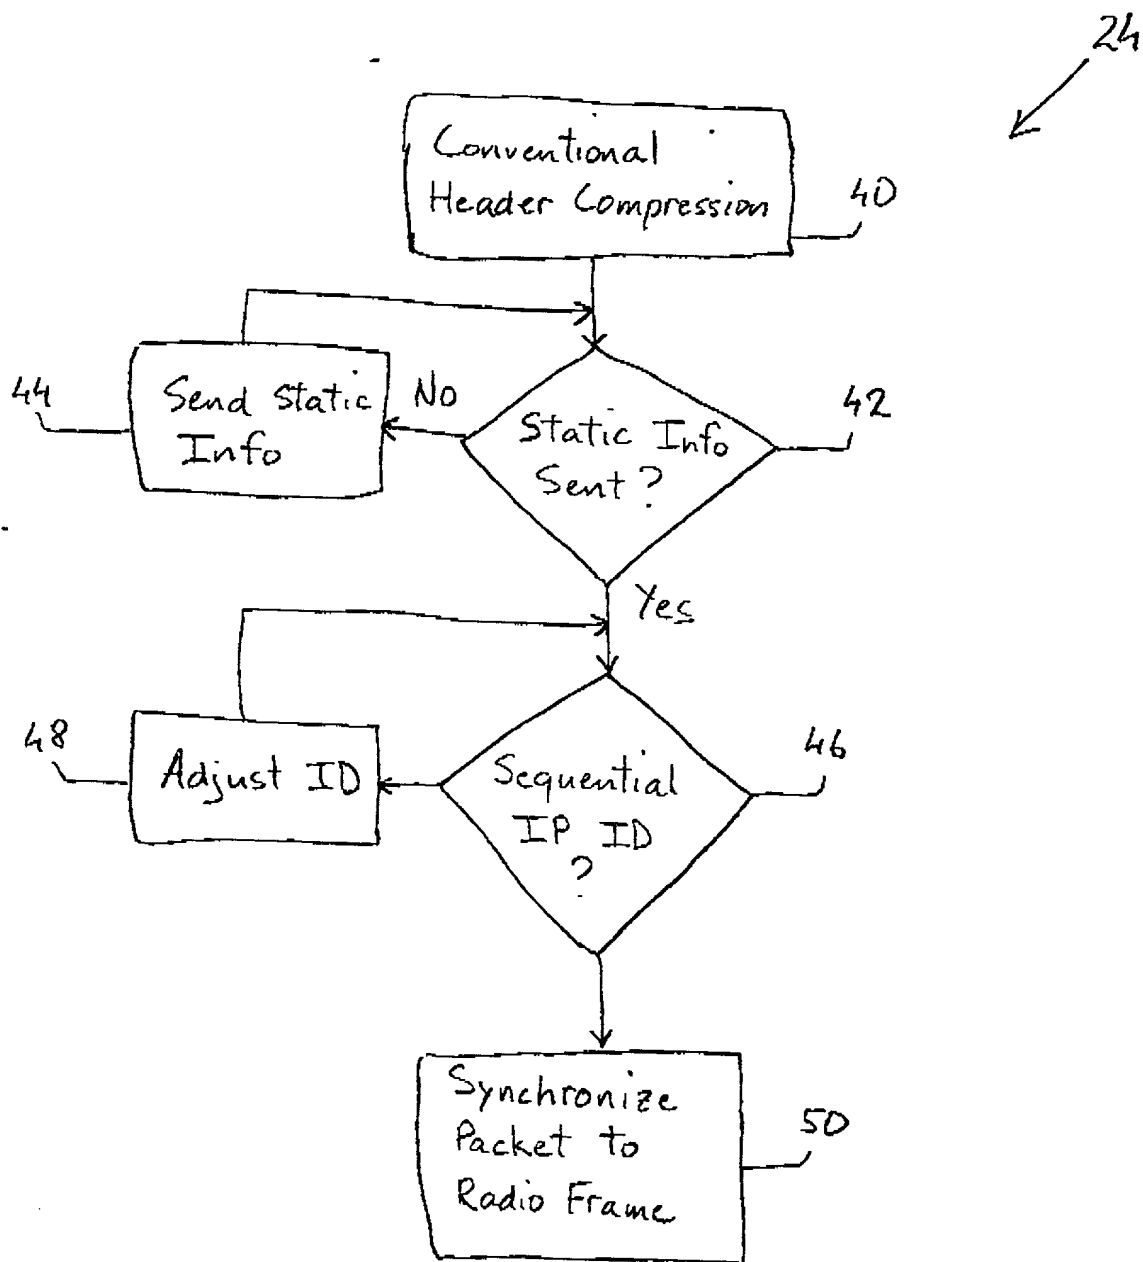 24
Conventional
Header Compression
40
Send Static
Info
44
No
Static Info
Sent?
42
Yes
Adjust ID
48
Sequential
IP ID
?
46
Synchronize
Packet to
Radio Frame
50